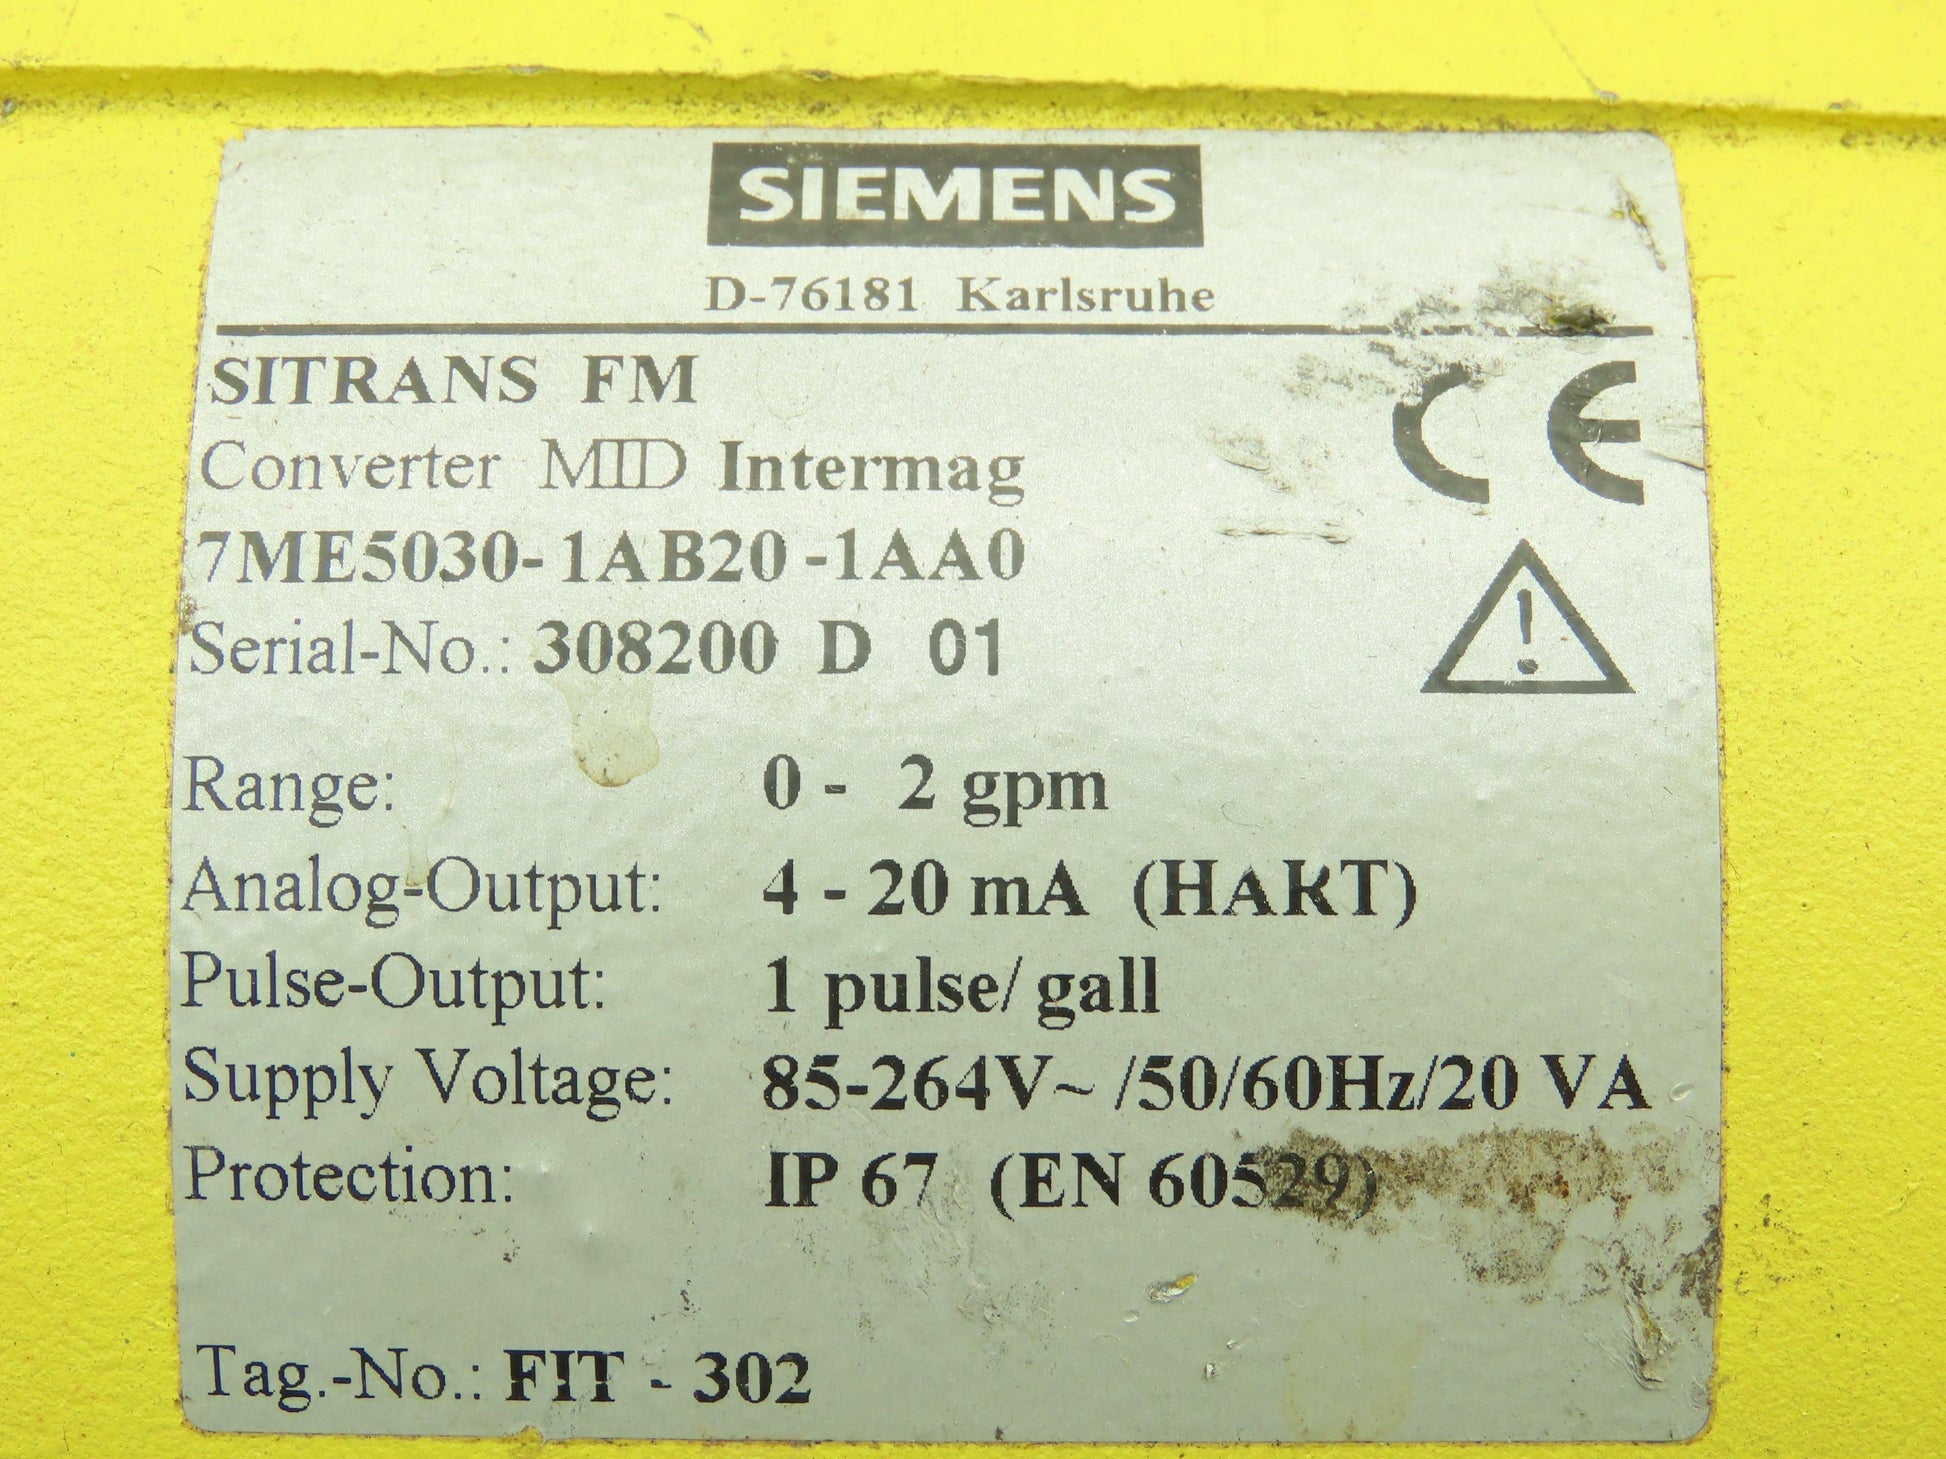 SIEMENS
D-76181 Karlsruhe
SITRANS FM
Converter MID Intermag
7ME5030-1AB20-1AA0
Serial-No.: 308200 D 01
CE
!
Range: 0 - 2 gpm
Analog-Output: 4 - 20 mA (HART)
Pulse-Output: 1 pulse/ gall
Supply Voltage: 85-264V~ /50/60Hz/20 VA
Protection: IP 67 (EN 60529)
Tag.-No.: FIT - 302